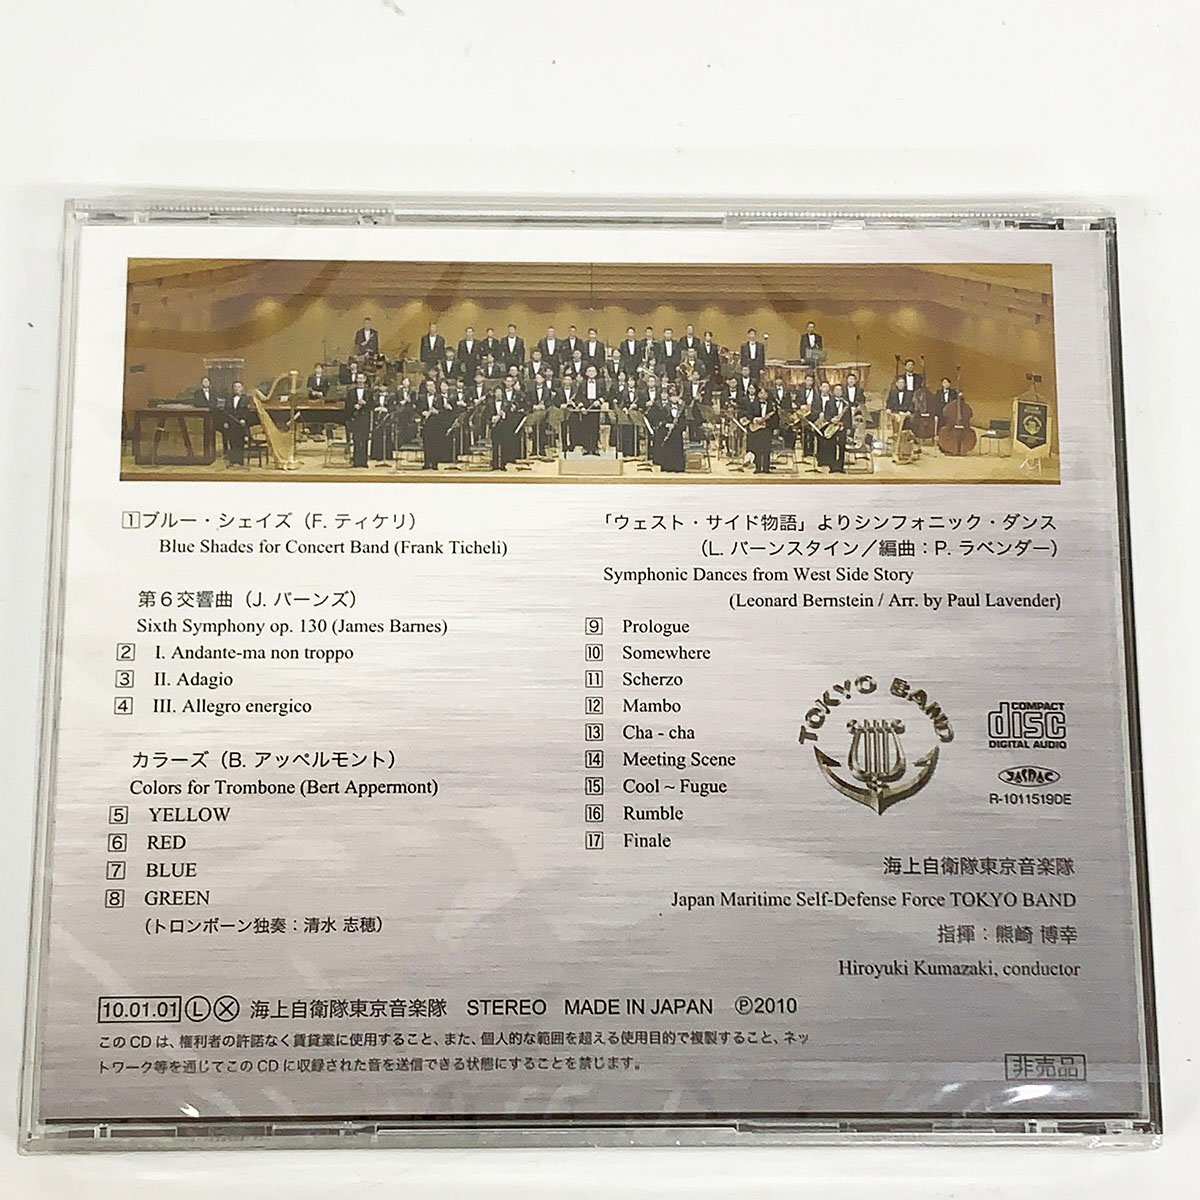 1 ブルー・シェイズ（F. ティケリ）
Blue Shades for Concert Band (Frank Ticheli)
第６交響曲（J. バーンズ）
Sixth Symphony op. 130 (James Barnes)
2 I. Andante-ma non troppo
3 II. Adagio
4 III. Allegro energico
カラーズ（B. アッペルモント）
Colors for Trombone (Bert Appermont)
5 YELLOW
6 RED
7 BLUE
8 GREEN
（トロンボーン独奏：清水 志穂）
「ウェスト・サイド物語」よりシンフォニック・ダンス
（L. バーンスタイン／編曲：P. ラベンダー）
Symphonic Dances from West Side Story
(Leonard Bernstein / Arr. by Paul Lavender)
9 Prologue
10 Somewhere
11 Scherzo
12 Mambo
13 Cha - cha
14 Meeting Scene
15 Cool ~ Fugue
16 Rumble
17 Finale
TOKYO BAND
COMPACT
disc
DIGITAL AUDIO
JASRAC
R-1011519DE
海上自衛隊東京音楽隊
Japan Maritime Self-Defense Force TOKYO BAND
指揮：熊崎 博幸
Hiroyuki Kumazaki, conductor
10.01.01 Ⓛ Ⓧ 海上自衛隊東京音楽隊 STEREO MADE IN JAPAN ℗2010
このCDは、権利者の許諾なく賃貸業に使用すること、また、個人的な範囲を超える使用目的で複製すること、ネッ
トワーク等を通じてこのCDに収録された音を送信できる状態にすることを禁じます。
非売品